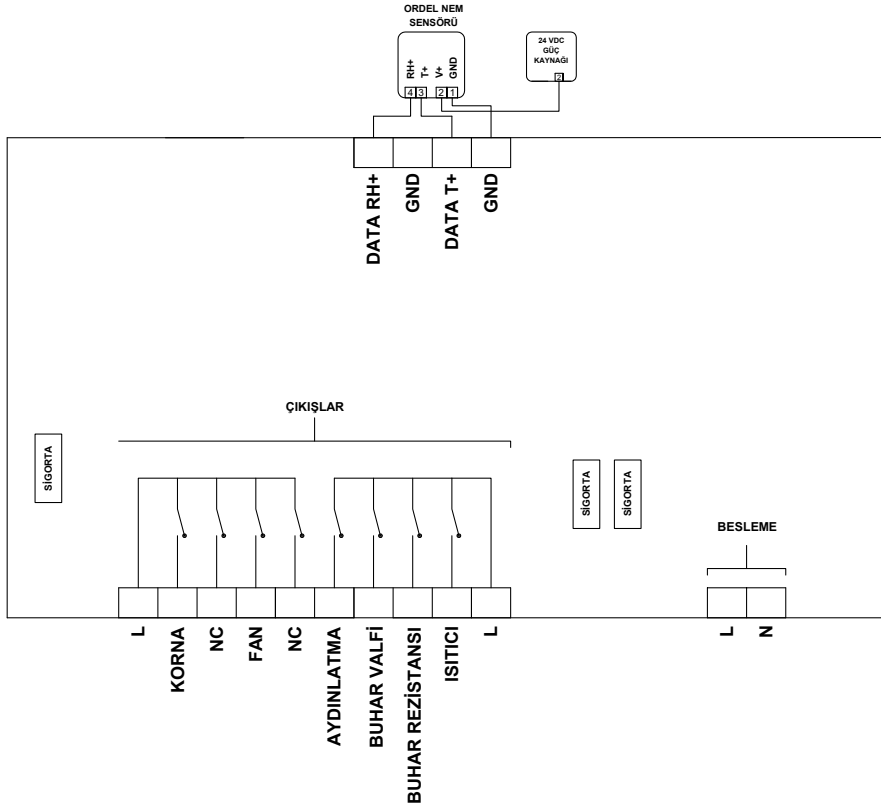 ORDEL NEM
SENSÖRÜ
24 VDC
GÜÇ
KAYNAĞI
2
RH+
T+
V+
GND
4
3
2
1
DATA RH+
GND
DATA T+
GND
ÇIKIŞLAR
SİGORTA
SİGORTA
SİGORTA
BESLEME
L
KORNA
NC
FAN
NC
AYDINLATMA
BUHAR VALFİ
BUHAR REZİSTANSI
ISITICI
L
L
N